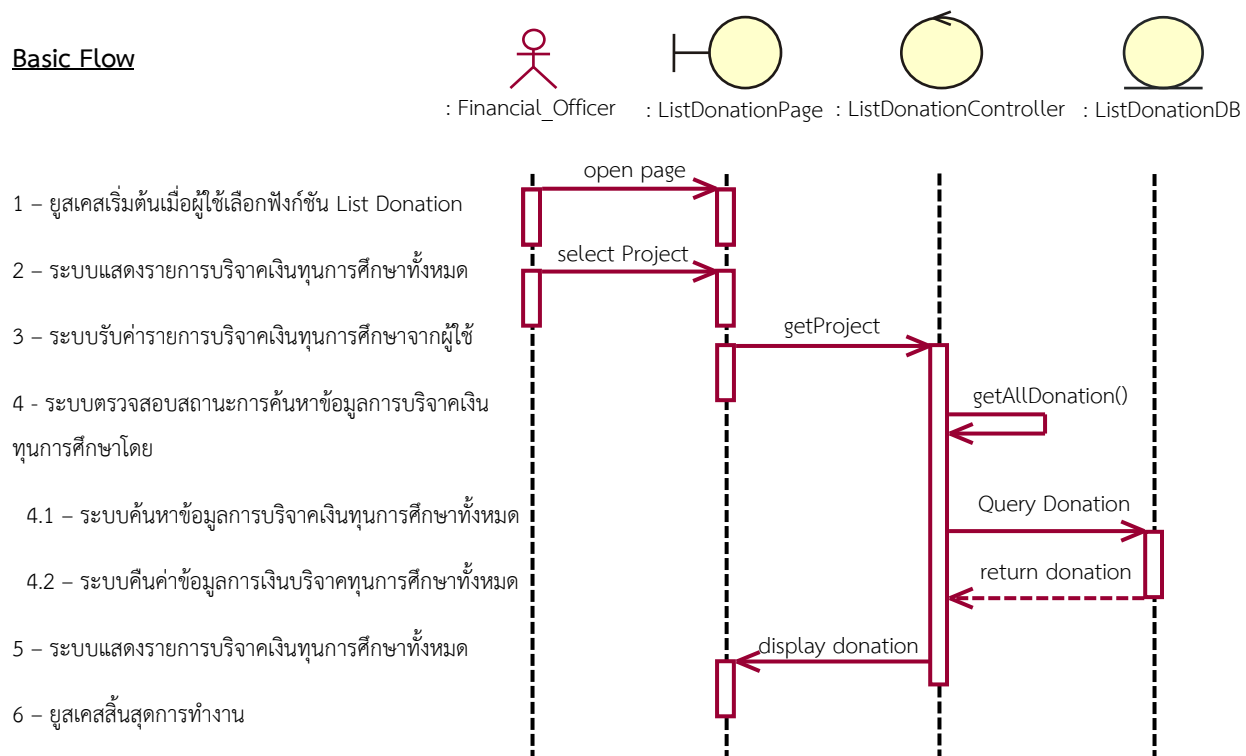 Basic Flow
: Financial_Officer
: ListDonationPage
: ListDonationController
: ListDonationDB
open page
1 – ยูสเคสเริ่มต้นเมื่อผู้ใช้เลือกฟังก์ชัน List Donation
select Project
2 – ระบบแสดงรายการบริจาคเงินทุนการศึกษาทั้งหมด
getProject
3 – ระบบรับค่ารายการบริจาคเงินทุนการศึกษาจากผู้ใช้
getAllDonation()
4 - ระบบตรวจสอบสถานะการค้นหาข้อมูลการบริจาคเงิน
ทุนการศึกษาโดย
Query Donation
4.1 – ระบบค้นหาข้อมูลการบริจาคเงินทุนการศึกษาทั้งหมด
return donation
4.2 – ระบบคืนค่าข้อมูลการเงินบริจาคทุนการศึกษาทั้งหมด
display donation
5 – ระบบแสดงรายการบริจาคเงินทุนการศึกษาทั้งหมด
6 – ยูสเคสสิ้นสุดการทำงาน